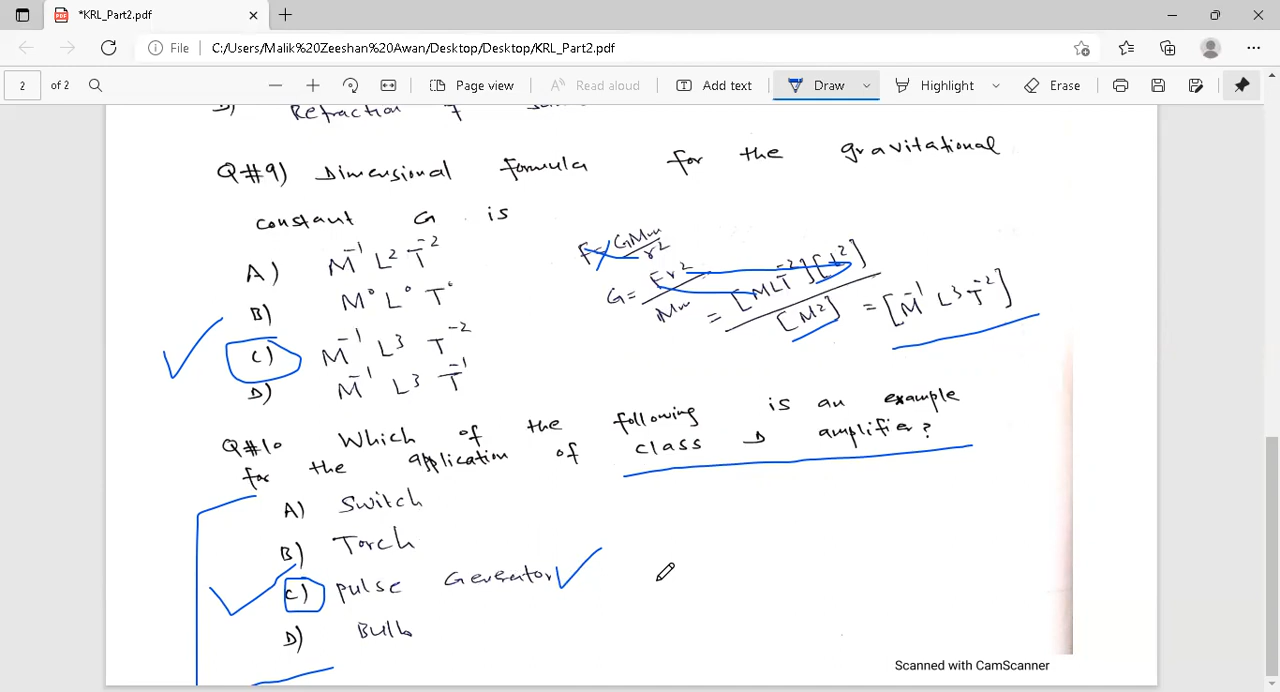 *KRL_Part2.pdf
File C:/Users/Malik%20Zeeshan%20Awan/Desktop/Desktop/KRL_Part2.pdf
2 of 2 Page view Read aloud Add text Draw Highlight Erase
Refraction of
Q#9) Dimensional formula for the gravitational
constant G is
A) M⁻¹ L² T⁻²
B) M⁰ L⁰ T⁰
C) M⁻¹ L³ T⁻²
D) M⁻¹ L³ T⁻¹
F = GMm/r²
G = Fr²/Mm = [MLT⁻²][L²]/[M²] = [M⁻¹ L³ T⁻²]
Q#10 Which of the following is an example
for the application of class D amplifier?
A) Switch
B) Torch
C) Pulse Generator
D) Bulb
Scanned with CamScanner